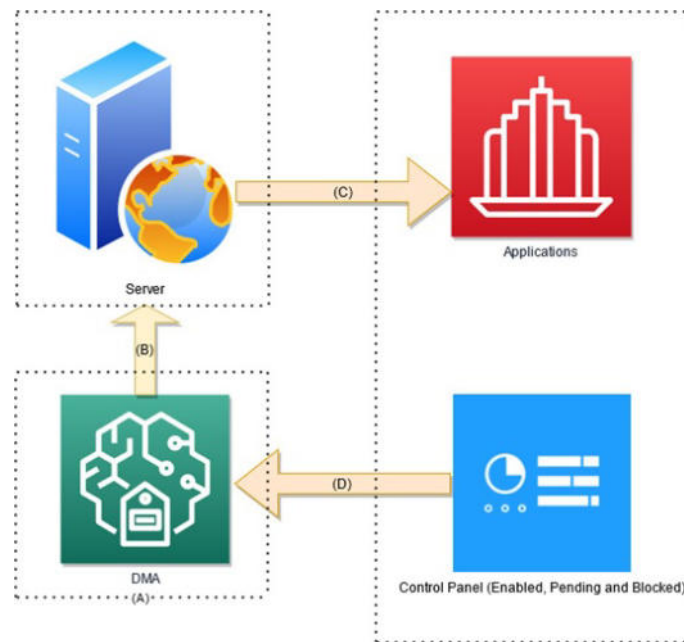 (C)
Server
Applications
(B)
(D)
DMA
(A)
Control Panel (Enabled, Pending and Blocked)